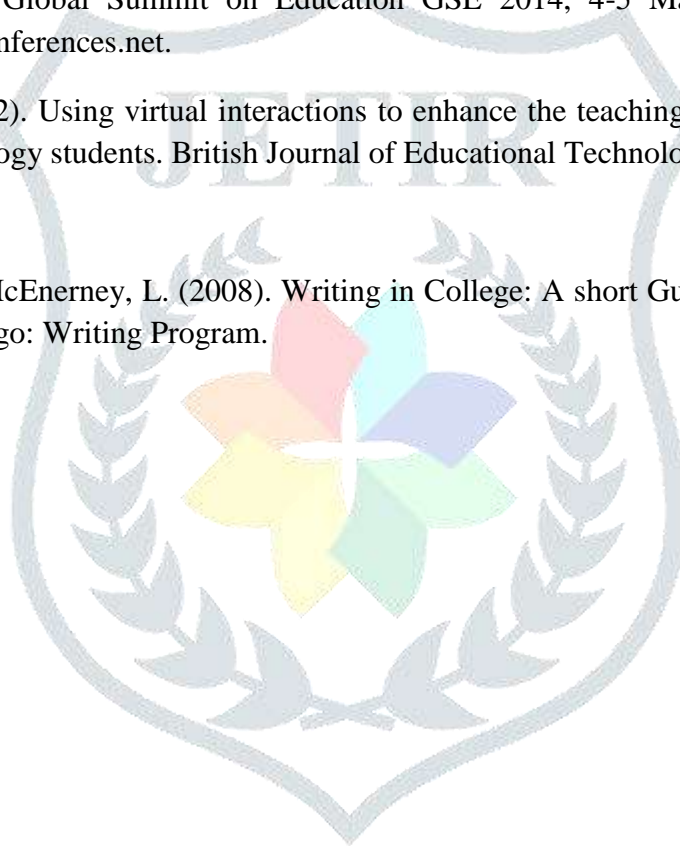 Global Summit on Education GSE 2014, 4-5 Ma
nferences.net.
2). Using virtual interactions to enhance the teaching
ogy students. British Journal of Educational Technolo
JETIR
McEnerney, L. (2008). Writing in College: A short Gu
go: Writing Program.